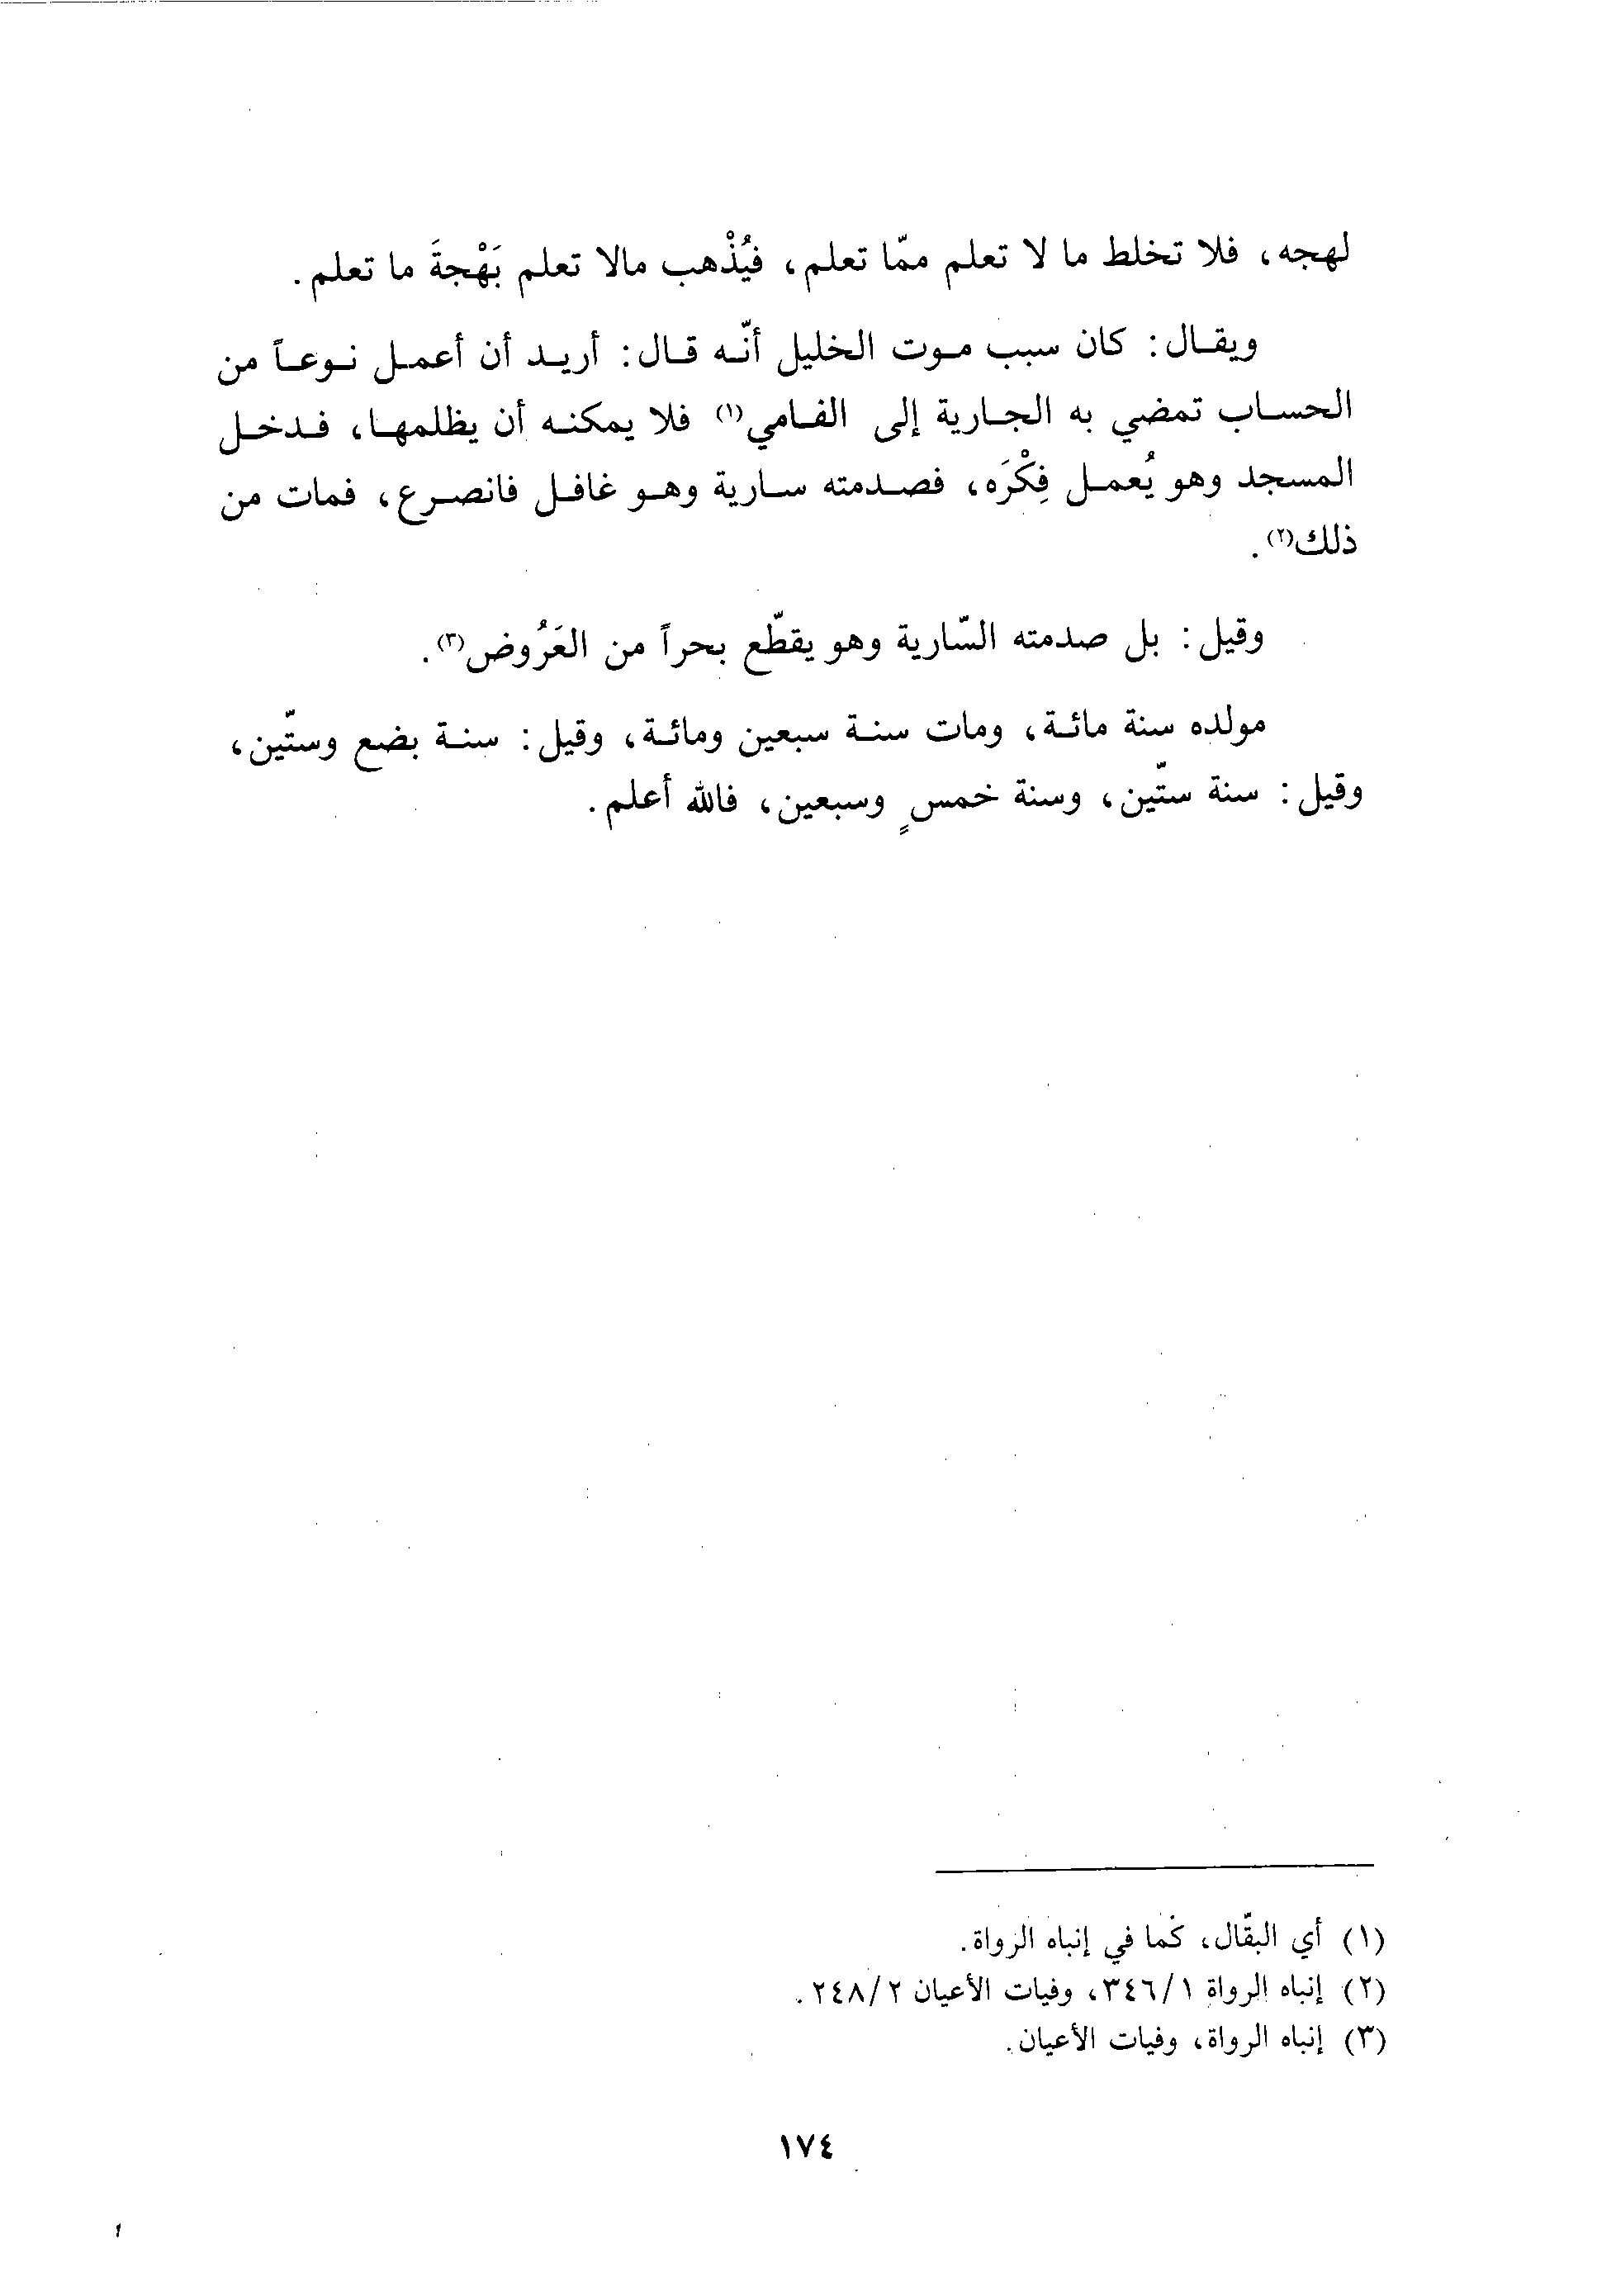 لهجه، فلا تخلط ما لا تعلم ممّا تعلم، فيُذْهب مالا تعلم بَهْجةَ ما تعلم.
ويقال: كان سبب موت الخليل أنّه قال: أريد أن أعمل نوعاً من
الحساب تمضي به الجارية إلى الفامي(١) فلا يمكنه أن يظلمها، فدخل
المسجد وهو يُعمل فِكْرَه، فصدمته سارية وهو غافل فانصرع، فمات من
ذلك(٢).
وقيل: بل صدمته السّارية وهو يقطّع بحراً من العَرُوض(٣).
مولده سنة مائة، ومات سنة سبعين ومائة، وقيل: سنة بضع وستّين،
وقيل: سنة ستّين، وسنة خمسٍ وسبعين، فالله أعلم.
(١) أي البقّال، كما في إنباه الرواة.
(٢) إنباه الرواة ٣٤٦/١، وفيات الأعيان ٢٤٨/٢.
(٣) إنباه الرواة، وفيات الأعيان.
١٧٤